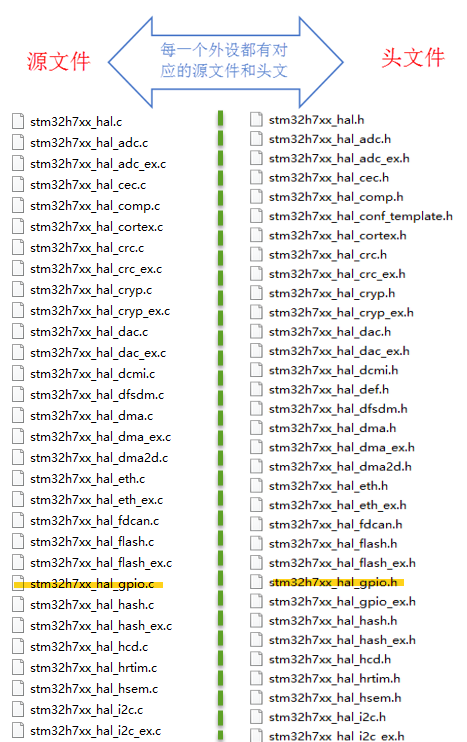 源文件
每一个外设都有对
应的源文件和头文
头文件
stm32h7xx_hal.c
stm32h7xx_hal_adc.c
stm32h7xx_hal_adc_ex.c
stm32h7xx_hal_cec.c
stm32h7xx_hal_comp.c
stm32h7xx_hal_cortex.c
stm32h7xx_hal_crc.c
stm32h7xx_hal_crc_ex.c
stm32h7xx_hal_cryp.c
stm32h7xx_hal_cryp_ex.c
stm32h7xx_hal_dac.c
stm32h7xx_hal_dac_ex.c
stm32h7xx_hal_dcmi.c
stm32h7xx_hal_dfsdm.c
stm32h7xx_hal_dma.c
stm32h7xx_hal_dma_ex.c
stm32h7xx_hal_dma2d.c
stm32h7xx_hal_eth.c
stm32h7xx_hal_eth_ex.c
stm32h7xx_hal_fdcan.c
stm32h7xx_hal_flash.c
stm32h7xx_hal_flash_ex.c
stm32h7xx_hal_gpio.c
stm32h7xx_hal_hash.c
stm32h7xx_hal_hash_ex.c
stm32h7xx_hal_hcd.c
stm32h7xx_hal_hrtim.c
stm32h7xx_hal_hsem.c
stm32h7xx_hal_i2c.c
stm32h7xx_hal_i2c_ex.c
stm32h7xx_hal.h
stm32h7xx_hal_adc.h
stm32h7xx_hal_adc_ex.h
stm32h7xx_hal_cec.h
stm32h7xx_hal_comp.h
stm32h7xx_hal_conf_template.h
stm32h7xx_hal_cortex.h
stm32h7xx_hal_crc.h
stm32h7xx_hal_crc_ex.h
stm32h7xx_hal_cryp.h
stm32h7xx_hal_cryp_ex.h
stm32h7xx_hal_dac.h
stm32h7xx_hal_dac_ex.h
stm32h7xx_hal_dcmi.h
stm32h7xx_hal_def.h
stm32h7xx_hal_dfsdm.h
stm32h7xx_hal_dma.h
stm32h7xx_hal_dma_ex.h
stm32h7xx_hal_dma2d.h
stm32h7xx_hal_eth.h
stm32h7xx_hal_eth_ex.h
stm32h7xx_hal_fdcan.h
stm32h7xx_hal_flash.h
stm32h7xx_hal_flash_ex.h
stm32h7xx_hal_gpio.h
stm32h7xx_hal_gpio_ex.h
stm32h7xx_hal_hash.h
stm32h7xx_hal_hash_ex.h
stm32h7xx_hal_hcd.h
stm32h7xx_hal_hrtim.h
stm32h7xx_hal_hsem.h
stm32h7xx_hal_i2c.h
stm32h7xx_hal_i2c_ex.h